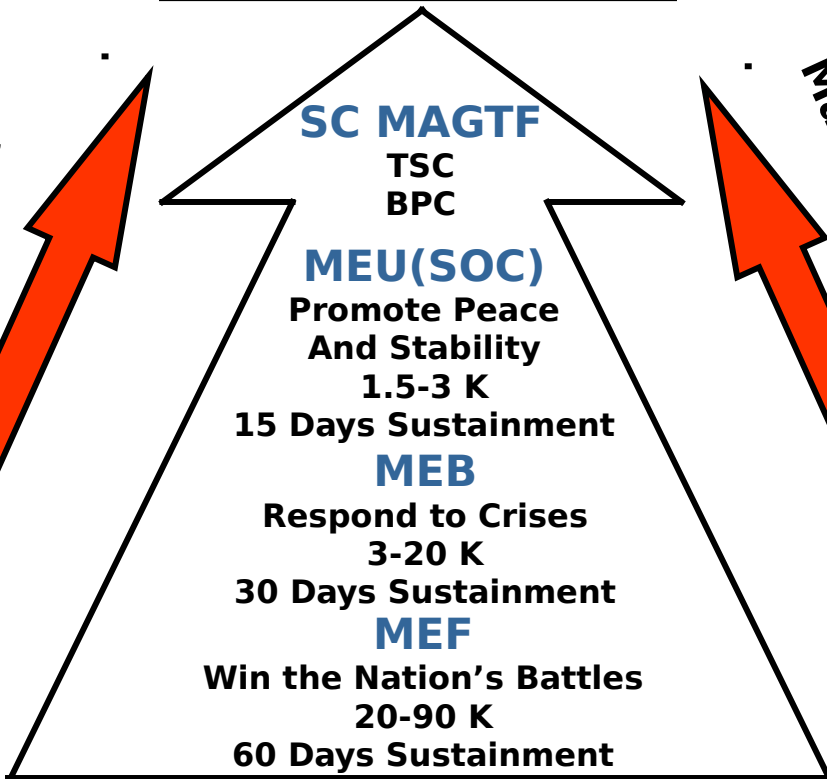 SC MAGTF
TSC
BPC
MEU(SOC)
Promote Peace
And Stability
1.5-3 K
15 Days Sustainment
MEB
Respond to Crises
3-20 K
30 Days Sustainment
MEF
Win the Nation’s Battles
20-90 K
60 Days Sustainment